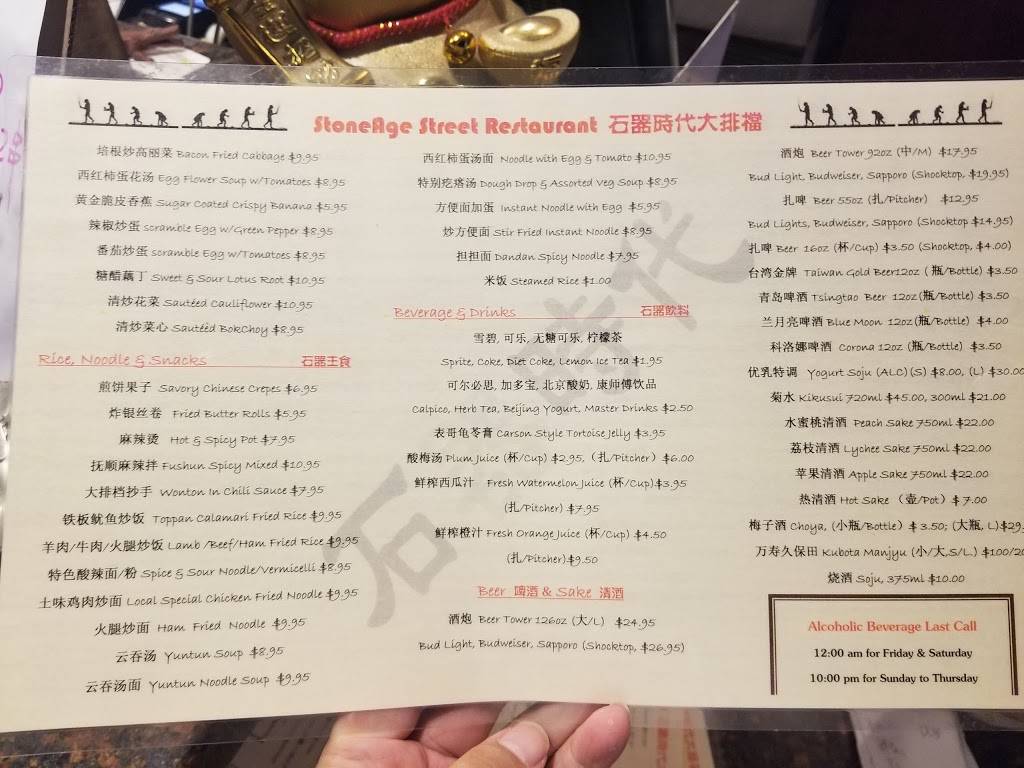 StoneAge Street Restaurant 石器時代大排檔
培根炒高丽菜 Bacon Fried Cabbage $9.95
西红柿蛋花汤 Egg Flower Soup w/Tomatoes $8.95
黄金脆皮香蕉 Sugar Coated Crispy Banana $5.95
辣椒炒蛋 scramble Egg w/Green Pepper $8.95
番茄炒蛋 scramble Egg w/Tomatoes $8.95
糖醋藕丁 Sweet & Sour Lotus Root $10.95
清炒花菜 Sautéed Cauliflower $10.95
清炒菜心 Sautéed BokChoy $8.95
Rice, Noodle & Snacks 石器主食
煎饼果子 Savory Chinese Crepes $6.95
炸银丝卷 Fried Butter Rolls $5.95
麻辣烫 Hot & Spicy Pot $7.95
抚顺麻辣拌 Fushun Spicy Mixed $10.95
大排档抄手 Wonton In Chili Sauce $7.95
铁板鱿鱼炒饭 Toppan Calamari Fried Rice $9.95
羊肉/牛肉/火腿炒饭 Lamb /Beef/Ham Fried Rice $9.95
特色酸辣面/粉 Spice & Sour Noodle/Vermicelli $8.95
土味鸡肉炒面 Local Special Chicken Fried Noodle $9.95
火腿炒面 Ham Fried Noodle $9.95
云吞汤 Yuntun Soup $8.95
云吞汤面 Yuntun Noodle Soup $9.95
西红柿蛋汤面 Noodle with Egg & Tomato $10.95
特别疙瘩汤 Dough Drop & Assorted Veg Soup $8.95
方便面加蛋 Instant Noodle with Egg $5.95
炒方便面 Stir Fried Instant Noodle $8.95
担担面 Dandan Spicy Noodle $7.95
米饭 Steamed Rice $1.00
Beverage & Drinks 石器飲料
雪碧, 可乐, 无糖可乐, 柠檬茶
Sprite, Coke, Diet Coke, Lemon Ice Tea $1.95
可尔必思, 加多宝, 北京酸奶, 康师傅饮品
Calpico, Herb Tea, Beijing Yogurt, Master Drinks $2.50
表哥龟苓膏 Carson Style Tortoise Jelly $3.95
酸梅汤 Plum Juice (杯/Cup) $2.95, (扎/Pitcher) $6.00
鲜榨西瓜汁 Fresh Watermelon Juice (杯/Cup)$3.95
(扎/Pitcher) $7.95
鲜榨橙汁 Fresh Orange Juice (杯/Cup) $4.50
(扎/Pitcher)$9.50
Beer 啤酒 & Sake 清酒
酒炮 Beer Tower 126oz (大/L) $24.95
Bud Light, Budweiser, Sapporo (Shocktop, $26.95)
酒炮 Beer Tower 92oz (中/M) $17.95
Bud Light, Budweiser, Sapporo (Shocktop, $19.95)
扎啤 Beer 55oz (扎/Pitcher) $12.95
Bud Lights, Budweiser, Sapporo (Shocktop $14.95)
扎啤 Beer 16oz (杯/Cup) $3.50 (Shocktop, $4.00)
台湾金牌 Taiwan Gold Beer12oz ( 瓶/Bottle) $3.50
青岛啤酒 Tsingtao Beer 12oz(瓶/Bottle) $3.50
兰月亮啤酒 Blue Moon 12oz(瓶/Bottle) $4.00
科洛娜啤酒 Corona 12oz (瓶/Bottle) $3.50
优乳特调 Yogurt Soju (ALC) (S) $8.00, (L) $30.00
菊水 Kikusui 720ml $45.00, 300ml $21.00
水蜜桃清酒 Peach Sake 750ml $22.00
荔枝清酒 Lychee Sake 750ml $22.00
苹果清酒 Apple Sake 750ml $22.00
热清酒 Hot Sake (壶/Pot) $ 7.00
梅子酒 Choya, (小瓶/Bottle) $ 3.50; (大瓶, L)$29.
万寿久保田 Kubota Manjyu (小/大,S/L.) $100/20
烧酒 Soju, 375ml $10.00
Alcoholic Beverage Last Call
12:00 am for Friday & Saturday
10:00 pm for Sunday to Thursday
石 時代